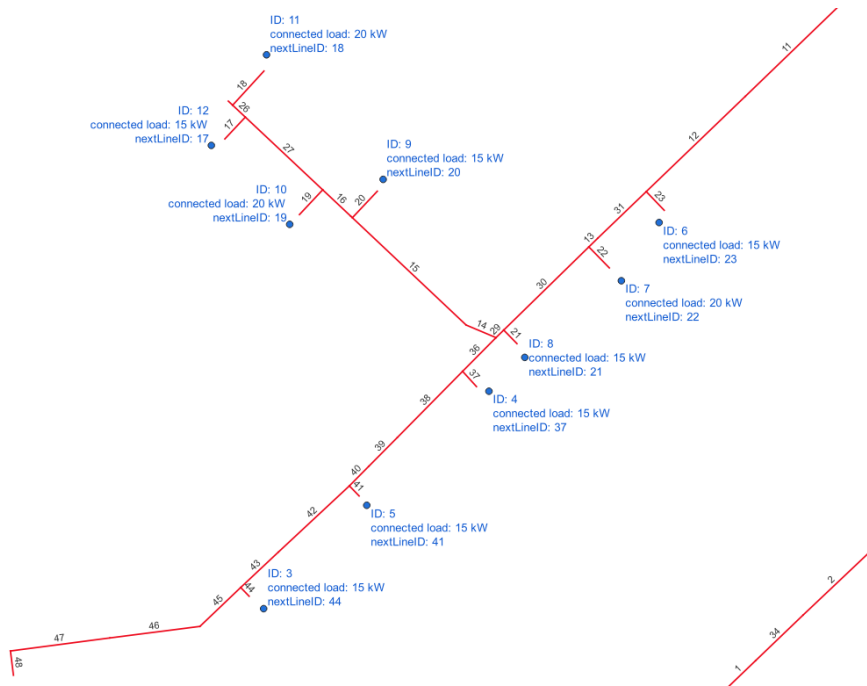 ID: 11
connected load: 20 kW
nextLineID: 18
11
18
26
ID: 12
connected load: 15 kW
nextLineID: 17
17
12
27
ID: 9
connected load: 15 kW
nextLineID: 20
ID: 10
connected load: 20 kW
nextLineID: 19
19
16
20
31
23
ID: 6
connected load: 15 kW
nextLineID: 23
13
22
15
30
ID: 7
connected load: 20 kW
nextLineID: 22
14
29
21
ID: 8
connected load: 15 kW
nextLineID: 21
36
37
ID: 4
connected load: 15 kW
nextLineID: 37
38
39
40
41
42
ID: 5
connected load: 15 kW
nextLineID: 41
43
ID: 3
connected load: 15 kW
nextLineID: 44
44
45
46
47
48
2
34
1